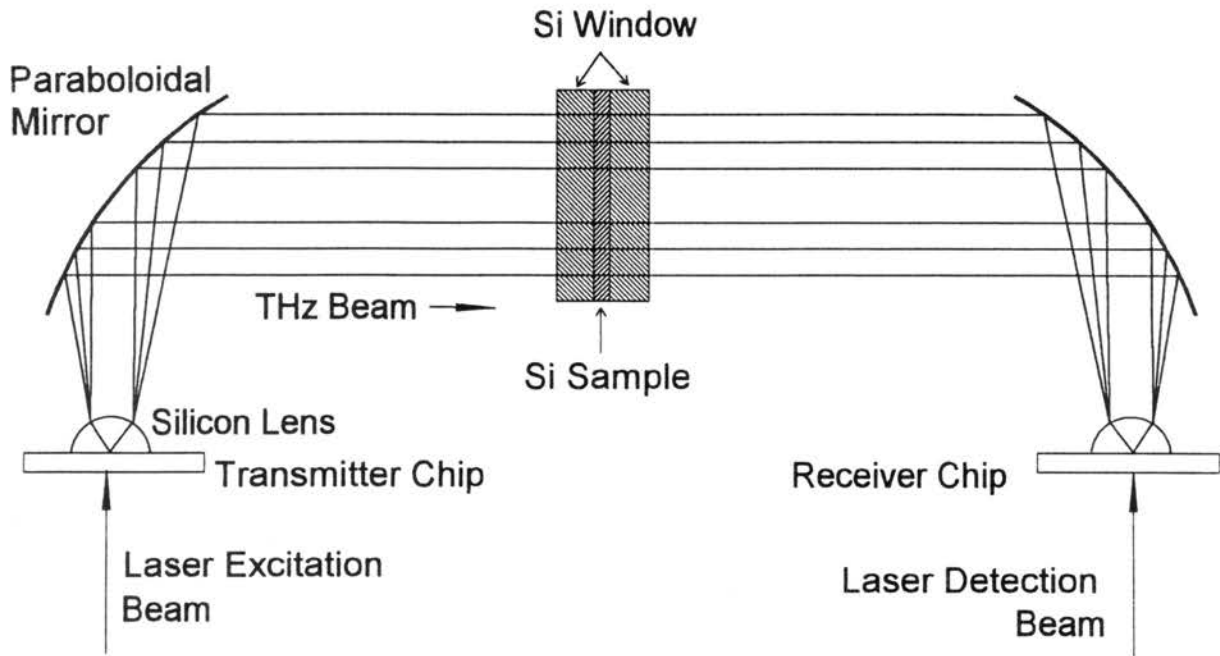 Si Window
Paraboloidal
Mirror
THz Beam
Si Sample
Silicon Lens
Transmitter Chip
Receiver Chip
Laser Excitation
Beam
Laser Detection
Beam